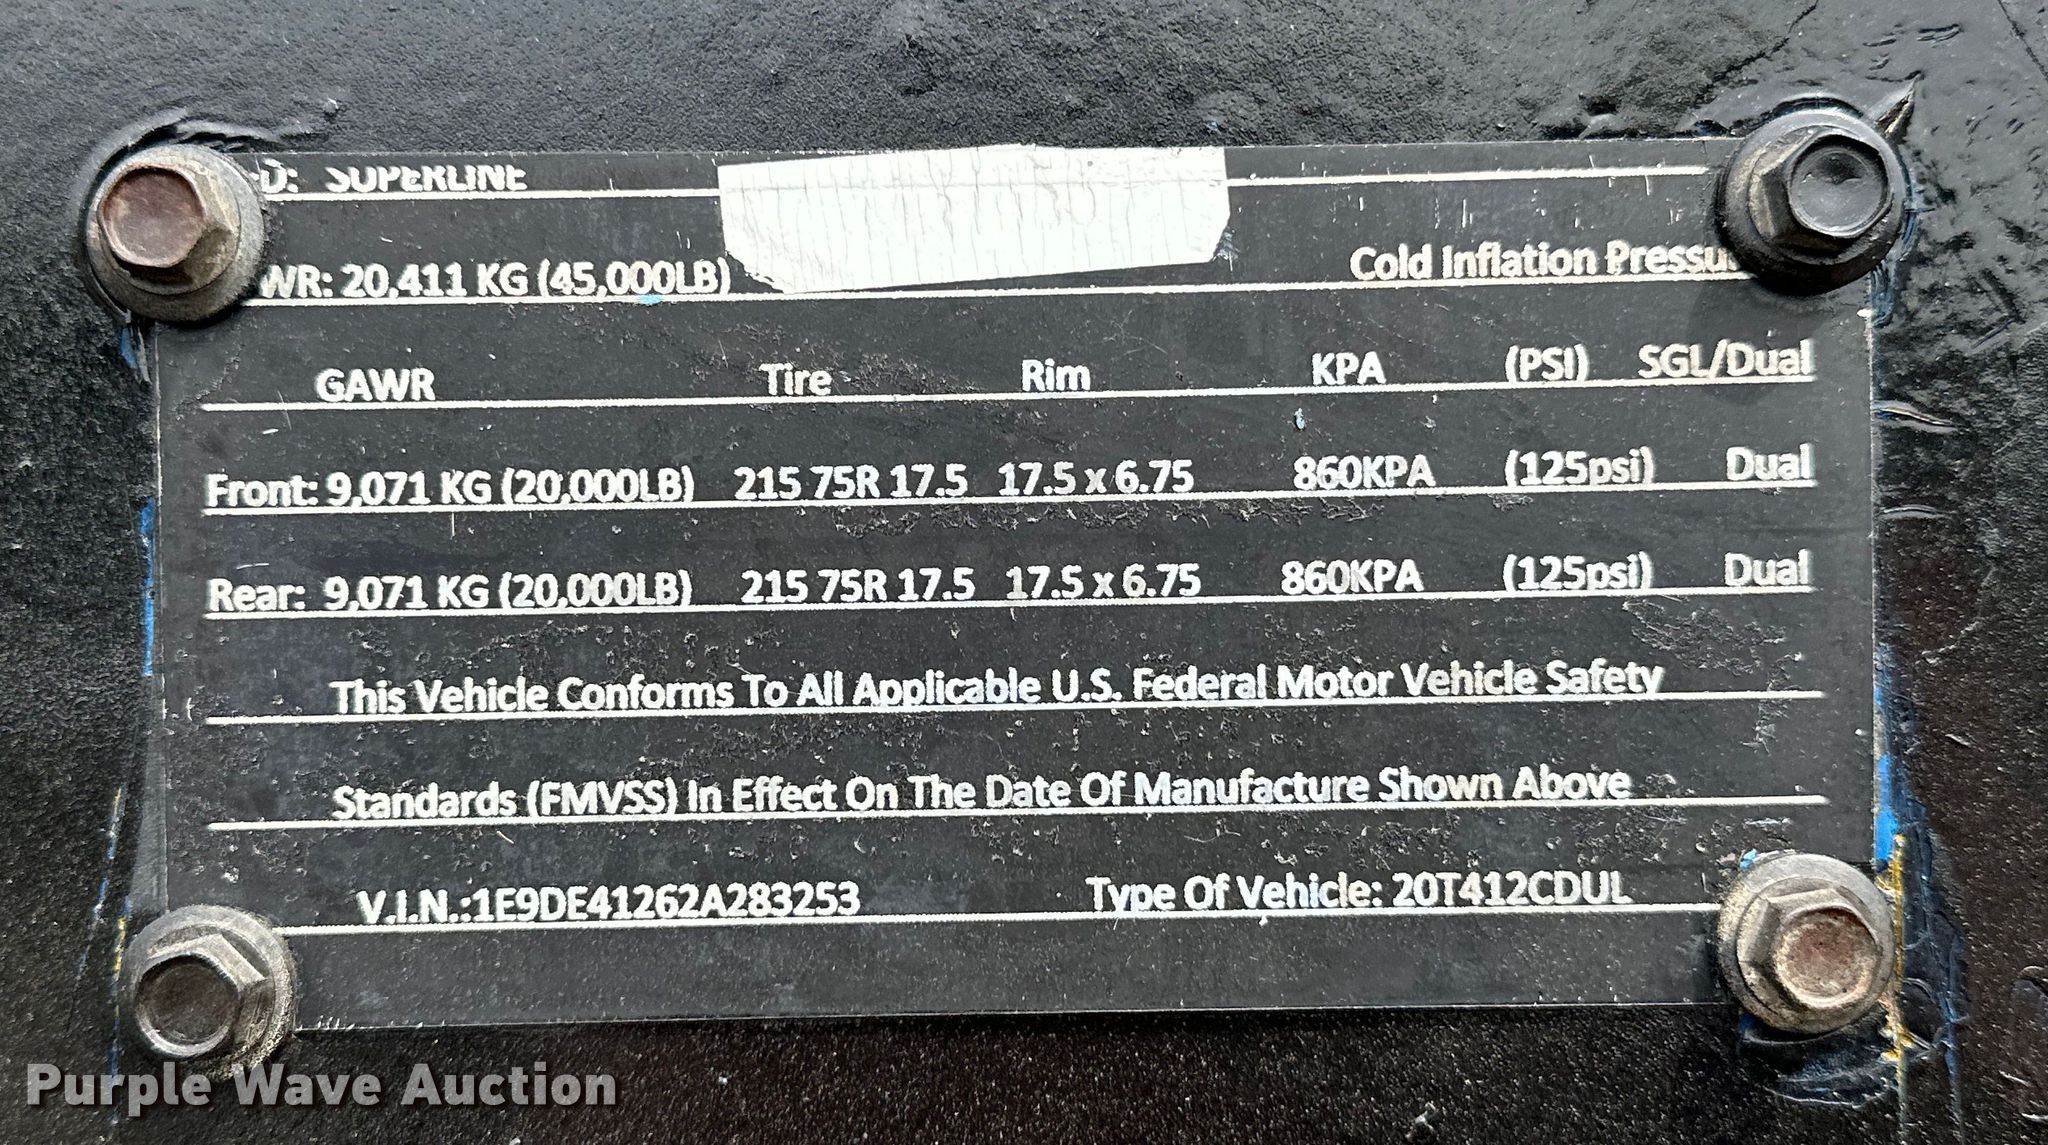 D: SUPERLINE
WR: 20,411 KG (45,000LB) Cold Inflation Pressu
GAWR Tire Rim KPA (PSI) SGL/Dual
Front: 9,071 KG (20,000LB) 215 75R 17.5 17.5 x 6.75 860KPA (125psi) Dual
Rear: 9,071 KG (20,000LB) 215 75R 17.5 17.5 x 6.75 860KPA (125psi) Dual
This Vehicle Conforms To All Applicable U.S. Federal Motor Vehicle Safety
Standards (FMVSS) In Effect On The Date Of Manufacture Shown Above
V.I.N.:1E9DE41262A283253 Type Of Vehicle: 20T412CDUL
Purple Wave Auction